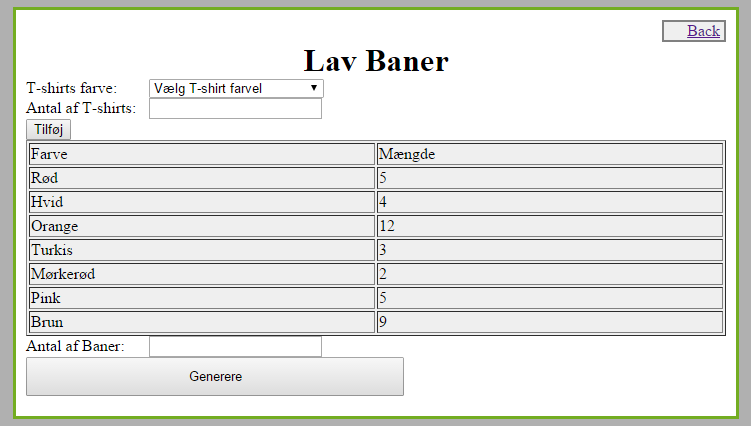 Back
Lav Baner
T-shirts farve: Vælg T-shirt farvel
Antal af T-shirts:
Tilføj
Farve Mængde
Rød 5
Hvid 4
Orange 12
Turkis 3
Mørkerød 2
Pink 5
Brun 9
Antal af Baner:
Generere